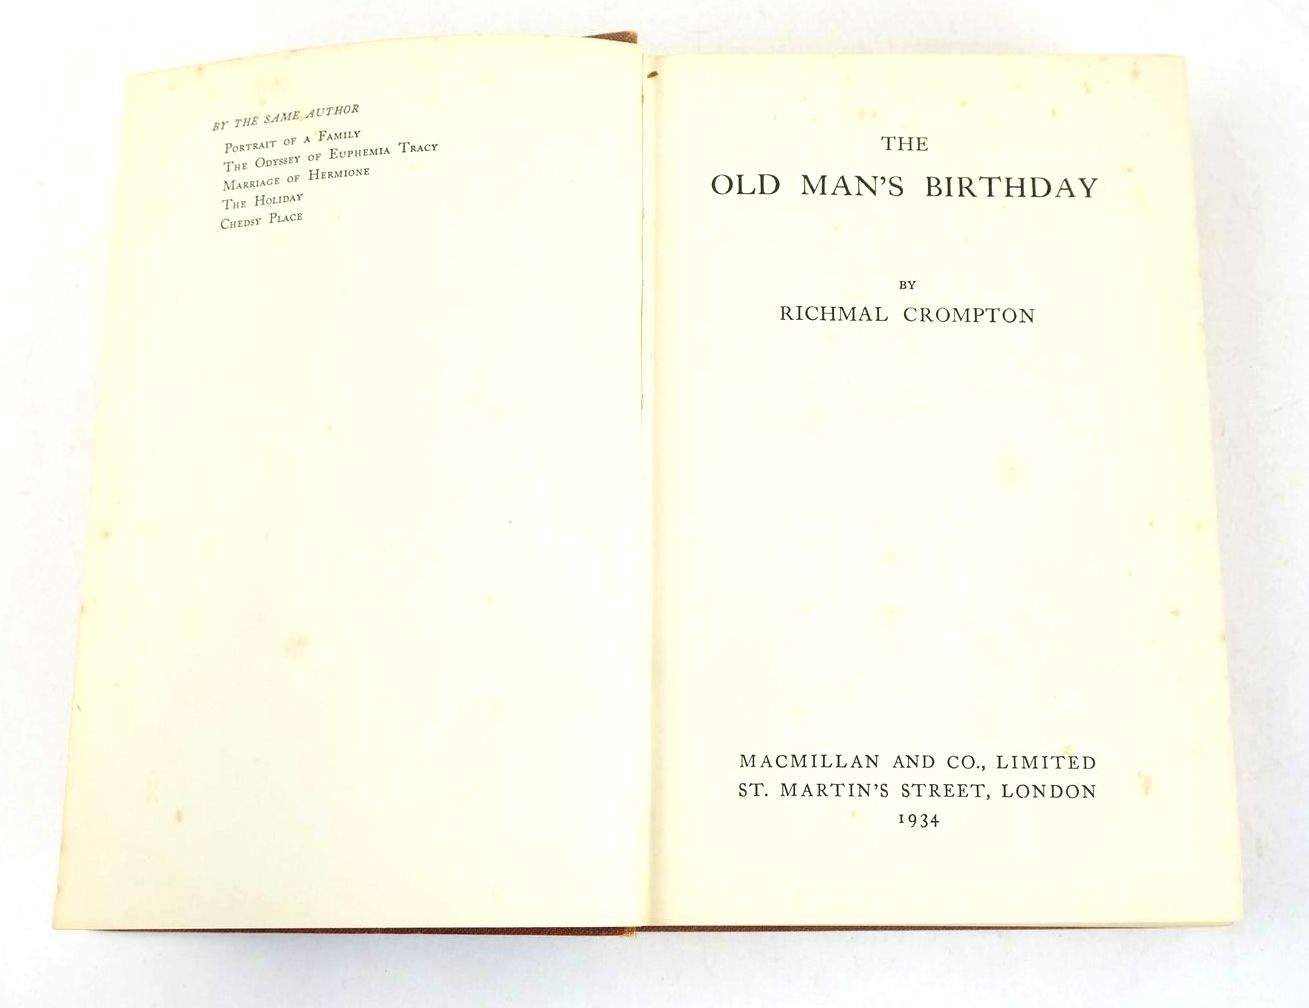 BY THE SAME AUTHOR
PORTRAIT OF A FAMILY
THE ODYSSEY OF EUPHEMIA TRACY
MARRIAGE OF HERMIONE
THE HOLIDAY
CHEDSY PLACE
THE
OLD MAN'S BIRTHDAY
BY
RICHMAL CROMPTON
MACMILLAN AND CO., LIMITED
ST. MARTIN'S STREET, LONDON
1934